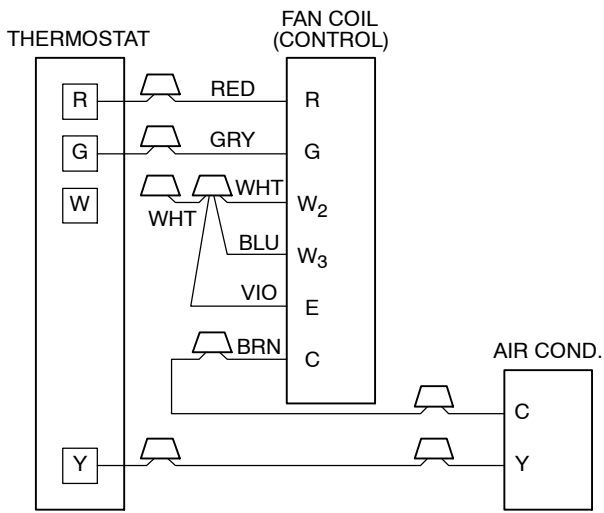 THERMOSTAT
FAN COIL
(CONTROL)
R
RED
R
G
GRY
G
W
WHT
WHT
W2
BLU
W3
VIO
E
BRN
C
AIR COND.
C
Y
Y